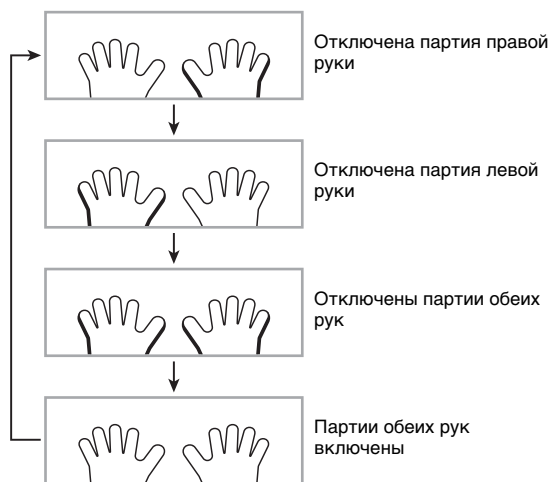 Отключена партия правой
руки
Отключена партия левой
руки
Отключены партии обеих
рук
Партии обеих рук
включены